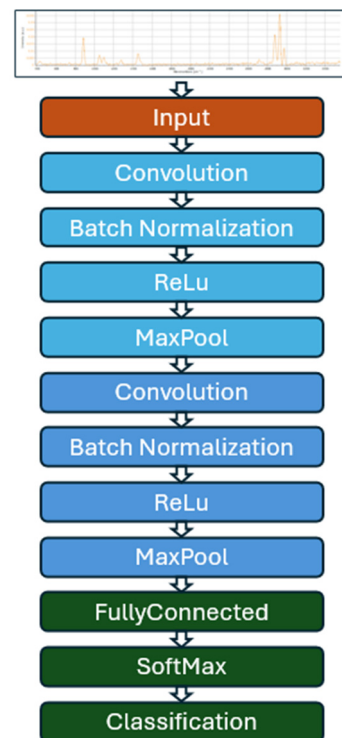 Input
Convolution
Batch Normalization
ReLu
MaxPool
Convolution
Batch Normalization
ReLu
MaxPool
FullyConnected
SoftMax
Classification